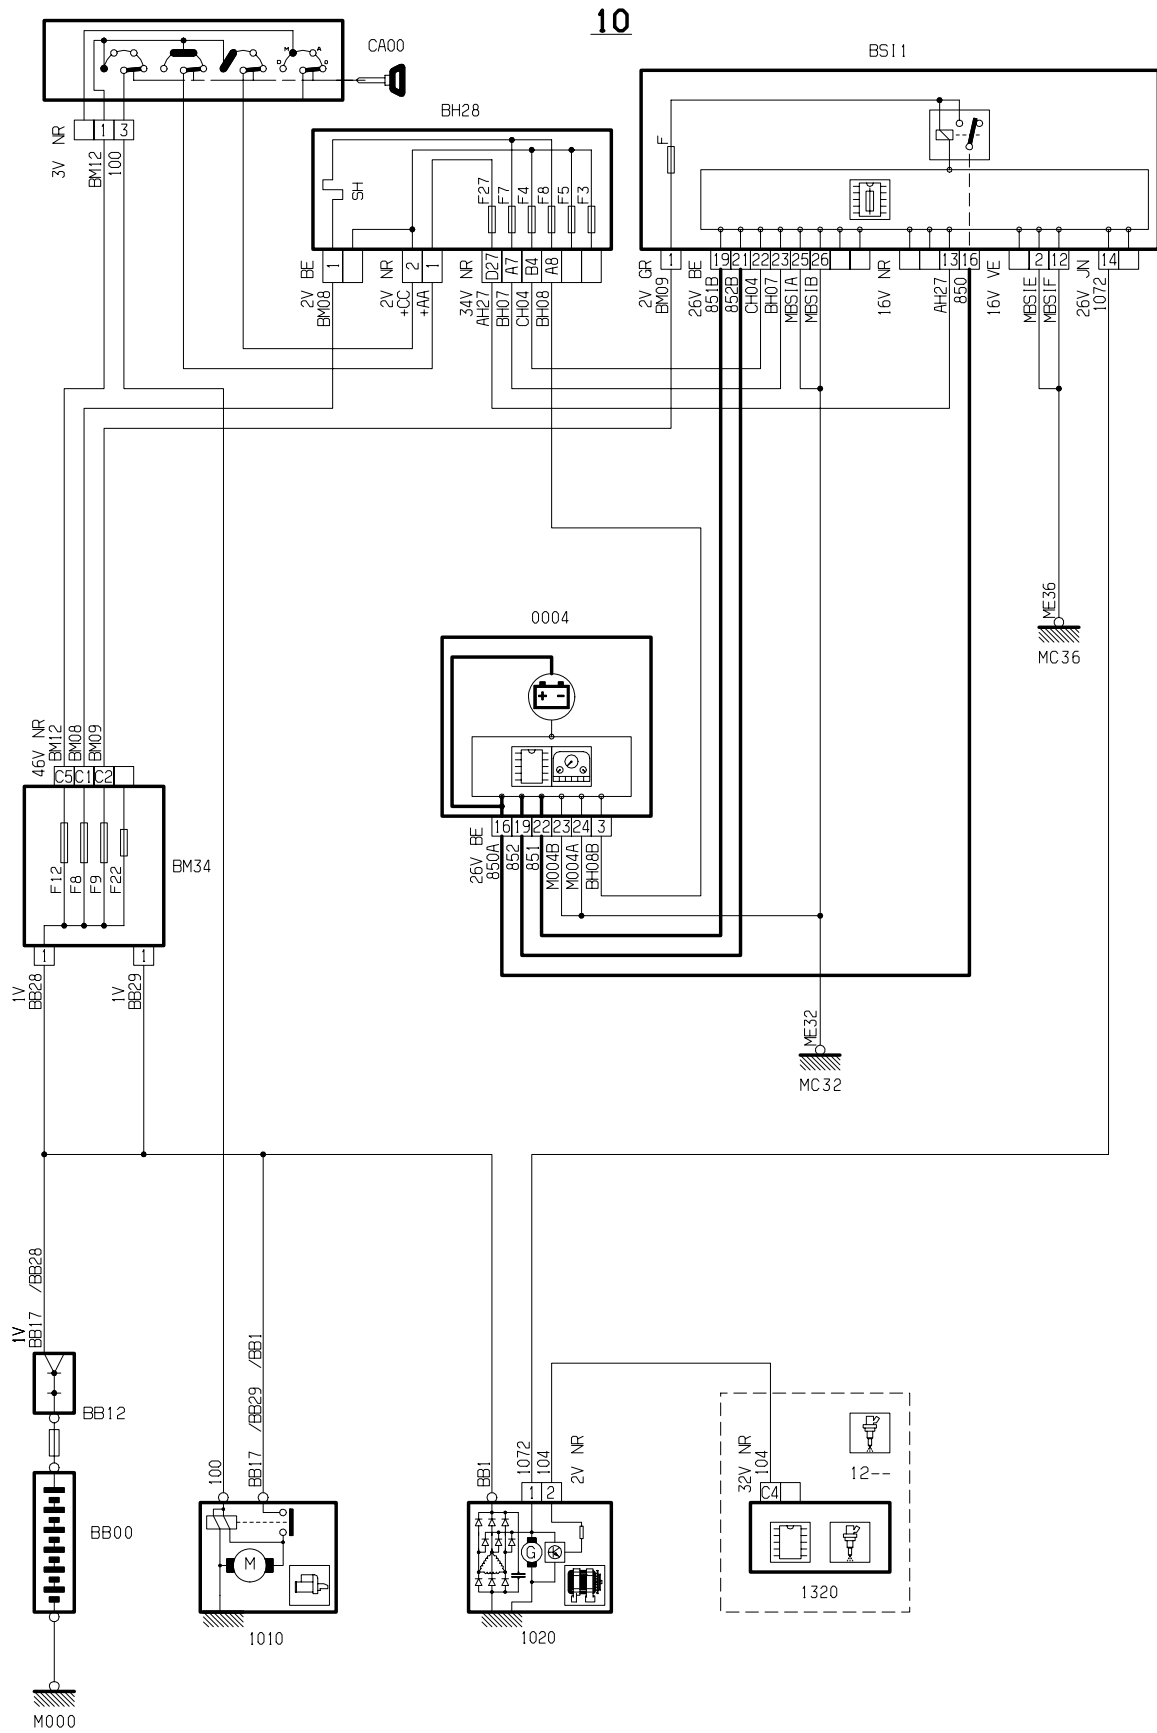 10
CA00
M A
D D
3V NR
1 3
BM12
100
BH28
SH
F27 F7 F4 F8 F5 F3
1 2 1 D27 A7 B4 A8
2V BE
BM08
2V NR
+CC
+AA
34V NR
AH27
BH07
CH04
BH08
BSI1
F
1 19 21 22 23 25 26 13 16 2 12 14
2V GR
BM09
26V BE
851B
852B
CH04
BH07
MBSIA
MBSIB
16V NR
AH27
850
16V VE
MBSIE
MBSIF
26V JN
1072
ME36
MC36
0004
+ -
16 19 22 23 24 3
26V BE
850A
852
851
M004B
M004A
BH08B
46V NR
BM12
BM08
BM09
C5 C1 C2
F12 F8 F9 F22
BM34
1 1
1V
BB28
1V
BB29
ME32
MC32
1V
BB17 /BB28
BB12
BB00
M000
100
BB17 /BB29 /BB1
M
1010
BB1
1072
104
2V NR
1 2
G
1020
32V NR
104
C4
12--
1320